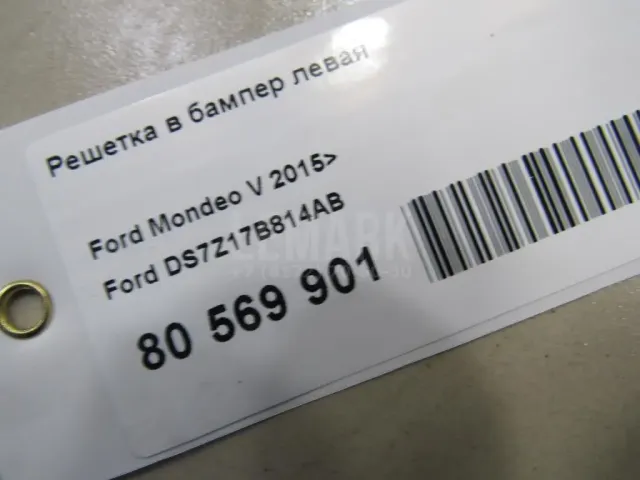 Решетка в бампер левая
Ford Mondeo V 2015>
Ford DS7Z17B814AB
80 569 901